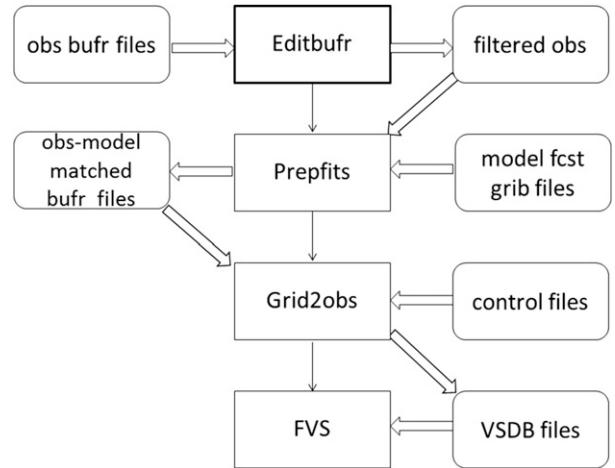 obs bufr files
Editbufr
filtered obs
obs-model
matched
bufr files
Prepfits
model fcst
grib files
Grid2obs
control files
FVS
VSDB files